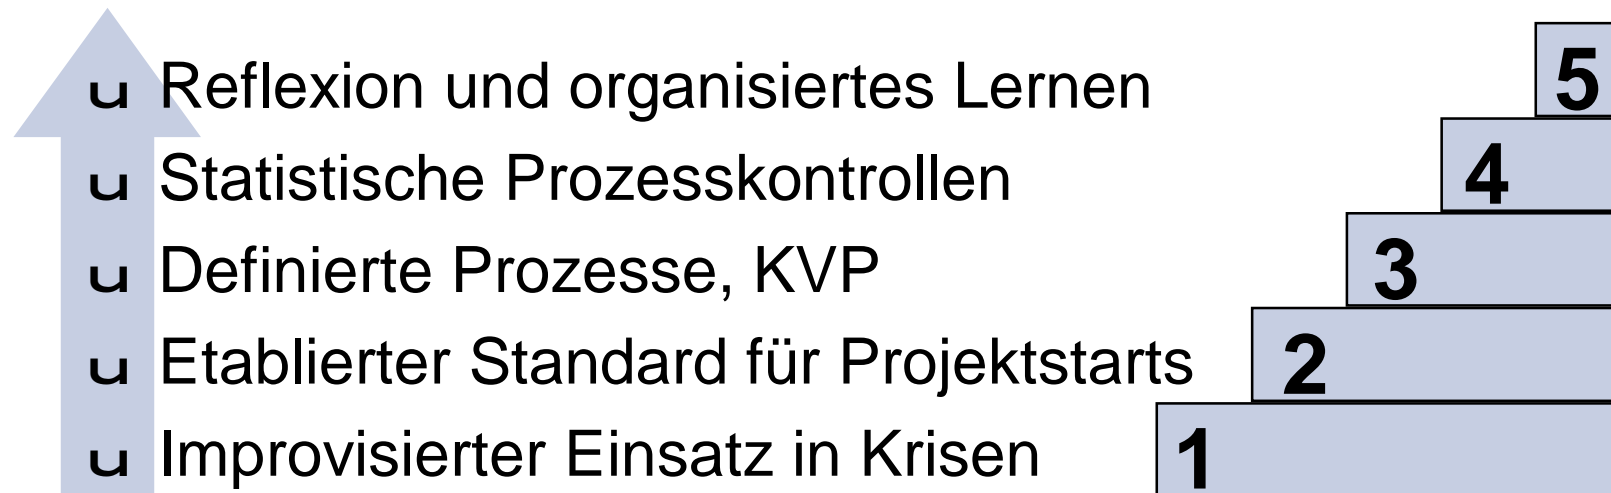 u Reflexion und organisiertes Lernen 5
u Statistische Prozesskontrollen 4
u Definierte Prozesse, KVP 3
u Etablierter Standard für Projektstarts 2
u Improvisierter Einsatz in Krisen 1